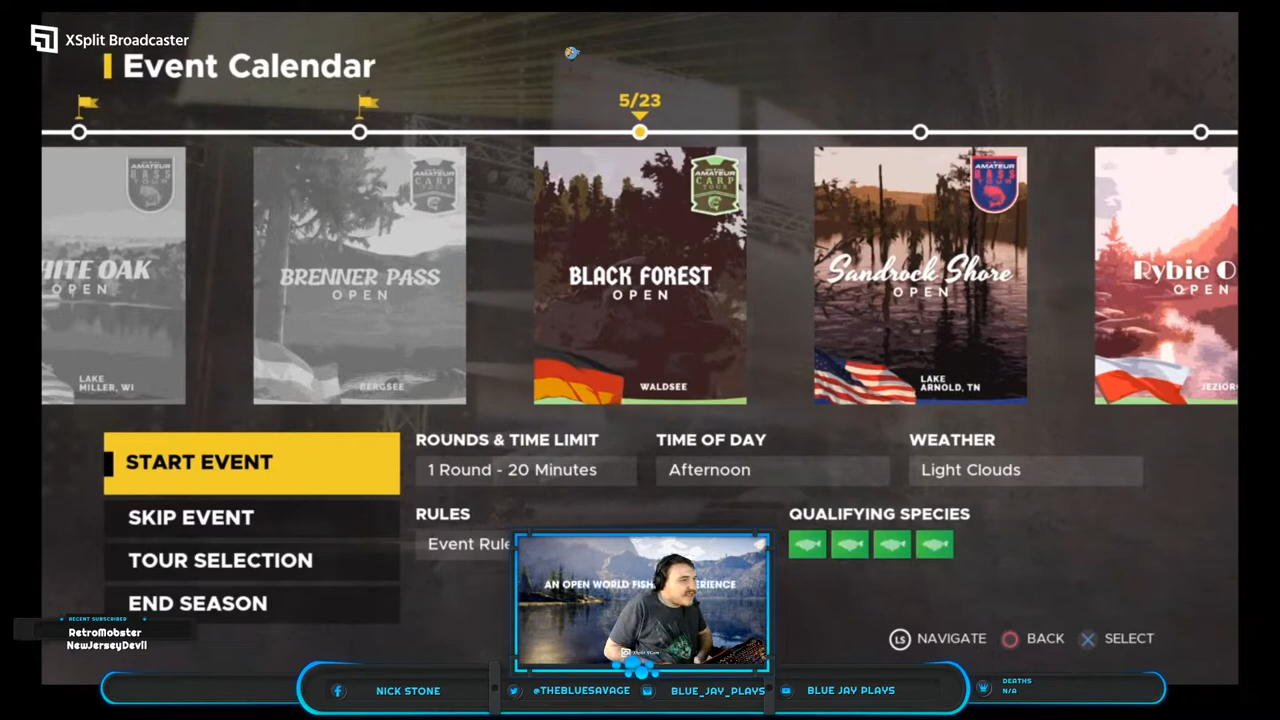 XSplit Broadcaster
Event Calendar
5/23
AMATEUR
BASS
TOUR
AMATEUR
CARP
TOUR
AMATEUR
CARP
TOUR
AMATEUR
BASS
TOUR
HITE OAK
OPEN
LAKE
MILLER, WI
BRENNER PASS
OPEN
BERGSEE
BLACK FOREST
OPEN
WALDSEE
Sandrock Shore
OPEN
LAKE
ARNOLD, TN
Rybie O
OPEN
JEZIOR
START EVENT
SKIP EVENT
TOUR SELECTION
END SEASON
ROUNDS & TIME LIMIT
1 Round - 20 Minutes
TIME OF DAY
Afternoon
WEATHER
Light Clouds
RULES
Event Rule
QUALIFYING SPECIES
AN OPEN WORLD FISH ERIENCE
XSplit VCam
LS NAVIGATE BACK SELECT
RECENT SUBSCRIBER
RetroMobster
NewJerseyDevil
NICK STONE
@THEBLUESAVAGE
BLUE_JAY_PLAYS
BLUE JAY PLAYS
DEATHS
N/A